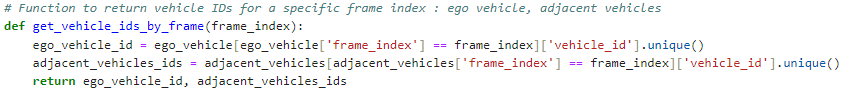 # Function to return vehicle IDs for a specific frame index : ego vehicle, adjacent vehicles
def get_vehicle_ids_by_frame(frame_index):
    ego_vehicle_id = ego_vehicle[ego_vehicle['frame_index'] == frame_index]['vehicle_id'].unique()
    adjacent_vehicles_ids = adjacent_vehicles[adjacent_vehicles['frame_index'] == frame_index]['vehicle_id'].unique()
    return ego_vehicle_id, adjacent_vehicles_ids